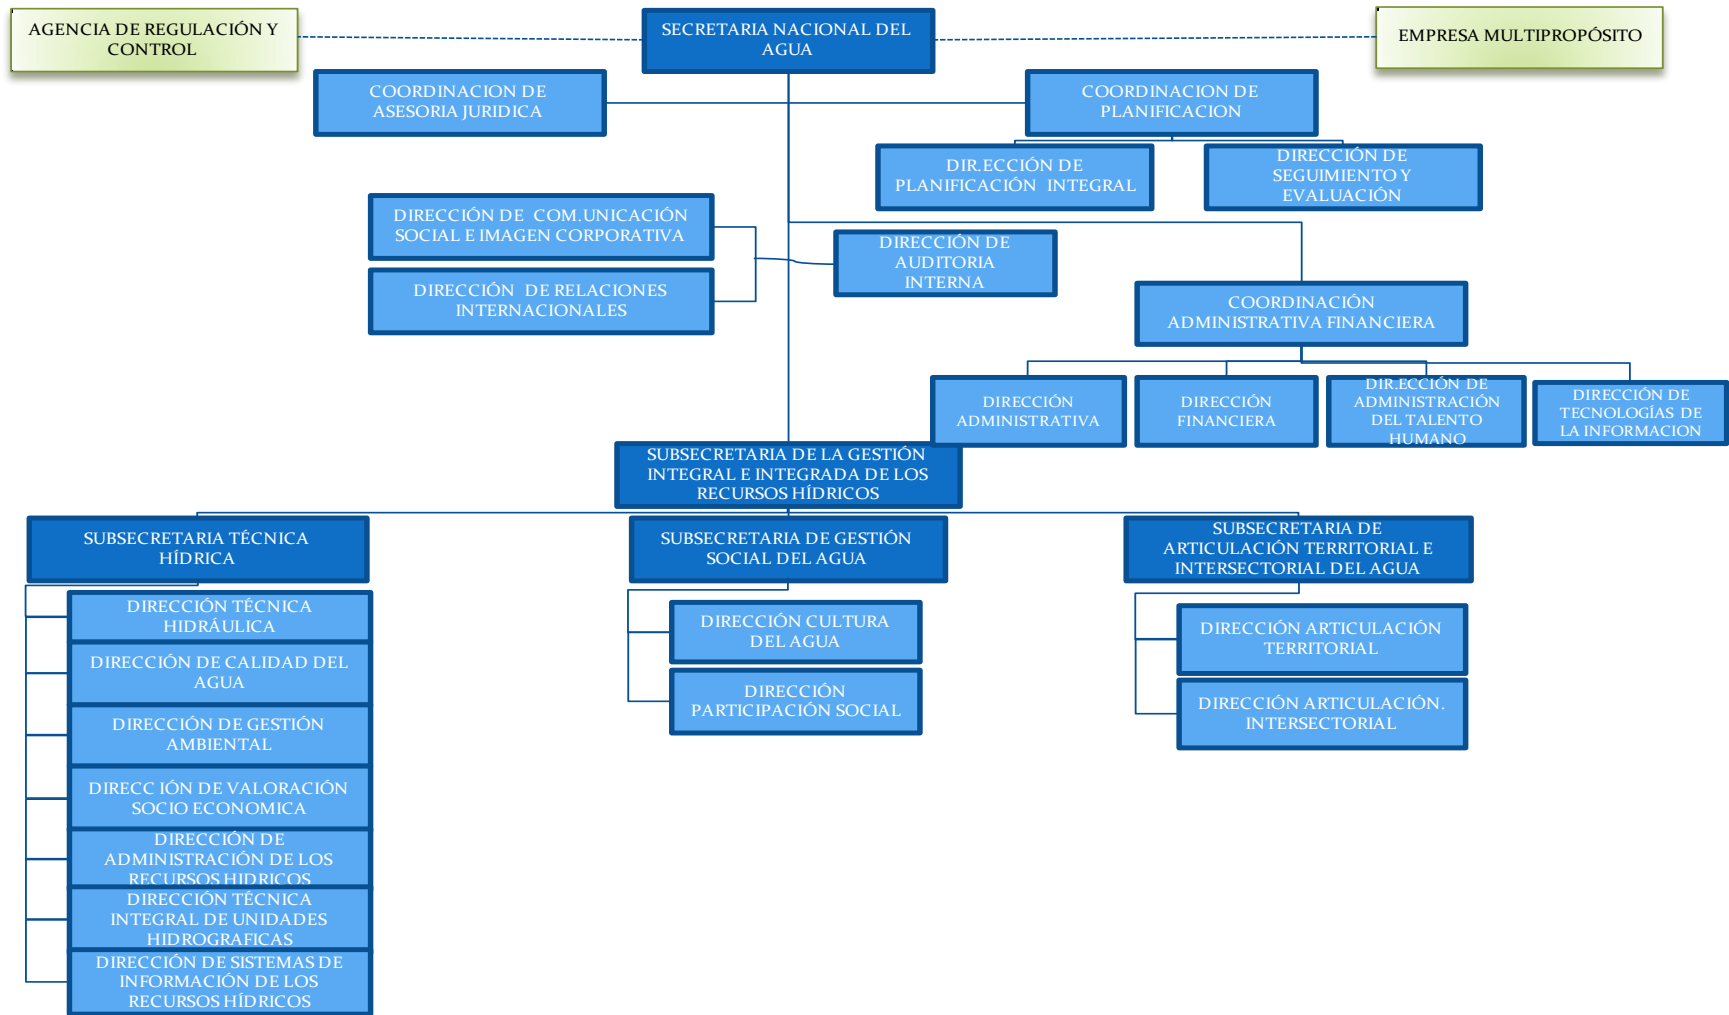 AGENCIA DE REGULACIÓN Y
CONTROL
SECRETARIA NACIONAL DEL
AGUA
EMPRESA MULTIPROPÓSITO
COORDINACION DE
ASESORIA JURIDICA
COORDINACION DE
PLANIFICACION
DIR.ECCIÓN DE
PLANIFICACIÓN INTEGRAL
DIRECCIÓN DE
SEGUIMIENTO Y
EVALUACIÓN
DIRECCIÓN DE COM.UNICACIÓN
SOCIAL E IMAGEN CORPORATIVA
DIRECCIÓN DE
AUDITORIA
INTERNA
DIRECCIÓN DE RELACIONES
INTERNACIONALES
COORDINACIÓN
ADMINISTRATIVA FINANCIERA
DIRECCIÓN
ADMINISTRATIVA
DIRECCIÓN
FINANCIERA
DIR.ECCIÓN DE
ADMINISTRACIÓN
DEL TALENTO
HUMANO
DIRECCIÓN DE
TECNOLOGÍAS DE
LA INFORMACION
SUBSECRETARIA DE LA GESTIÓN
INTEGRAL E INTEGRADA DE LOS
RECURSOS HÍDRICOS
SUBSECRETARIA TÉCNICA
HÍDRICA
SUBSECRETARIA DE GESTIÓN
SOCIAL DEL AGUA
SUBSECRETARIA DE
ARTICULACIÓN TERRITORIAL E
INTERSECTORIAL DEL AGUA
DIRECCIÓN TÉCNICA
HIDRÁULICA
DIRECCIÓN DE CALIDAD DEL
AGUA
DIRECCIÓN DE GESTIÓN
AMBIENTAL
DIRECC IÓN DE VALORACIÓN
SOCIO ECONOMICA
DIRECCIÓN DE
ADMINISTRACIÓN DE LOS
RECURSOS HIDRICOS
DIRECCIÓN TÉCNICA
INTEGRAL DE UNIDADES
HIDROGRAFICAS
DIRECCIÓN DE SISTEMAS DE
INFORMACIÓN DE LOS
RECURSOS HÍDRICOS
DIRECCIÓN CULTURA
DEL AGUA
DIRECCIÓN
PARTICIPACIÓN SOCIAL
DIRECCIÓN ARTICULACIÓN
TERRITORIAL
DIRECCIÓN ARTICULACIÓN.
INTERSECTORIAL